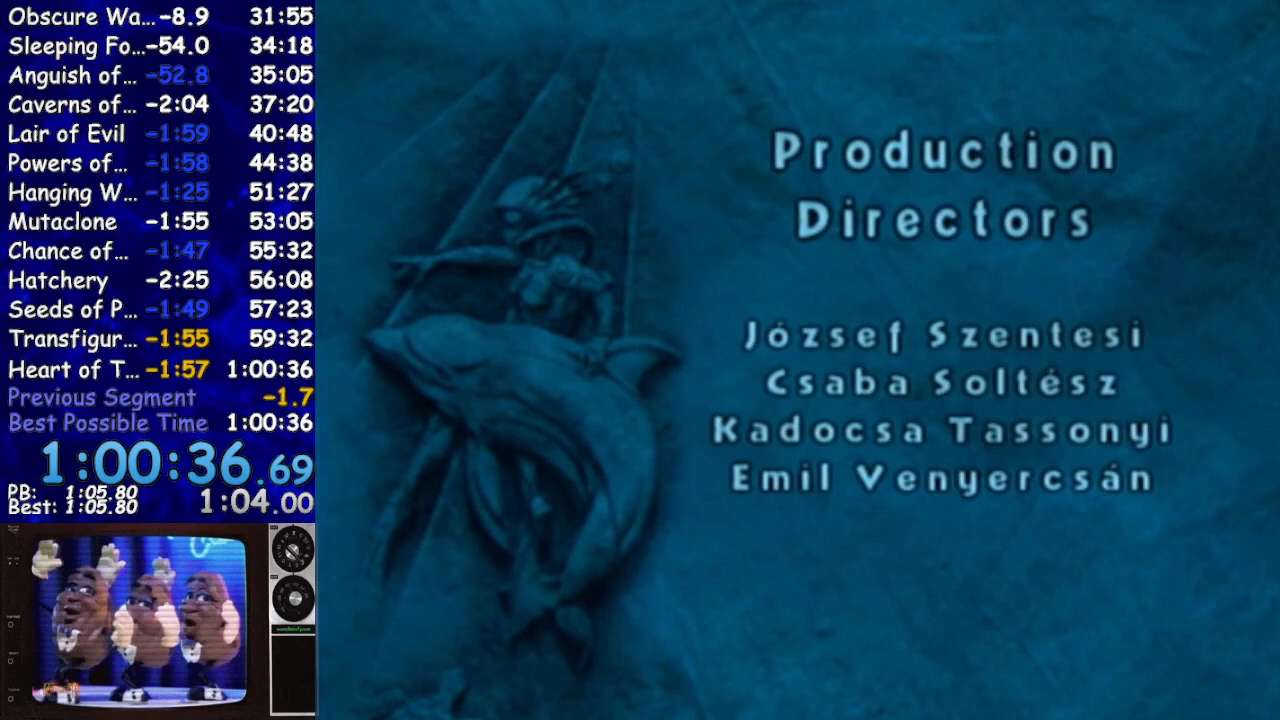 Obscure Wa... -8.9 31:55
Sleeping Fo... -54.0 34:18
Anguish of... -52.8 35:05
Caverns of... -2:04 37:20
Lair of Evil -1:59 40:48
Powers of... -1:58 44:38
Hanging W... -1:25 51:27
Mutaclone -1:55 53:05
Chance of... -1:47 55:32
Hatchery -2:25 56:08
Seeds of P... -1:49 57:23
Transfigur... -1:55 59:32
Heart of T... -1:57 1:00:36
Previous Segment -1.7
Best Possible Time 1:00:36
1:00:36.69
PB: 1:05.80
Best: 1:05.80
1:04.00
Production
Directors
József Szentesi
Csaba Soltész
Kadocsa Tassonyi
Emil Venyercsán